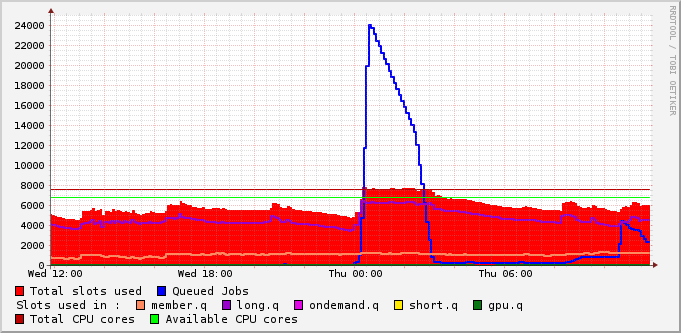 RRDTOOL / TOBI OETIKER
24000
22000
20000
18000
16000
14000
12000
10000
8000
6000
4000
2000
0
Wed 12:00 Wed 18:00 Thu 00:00 Thu 06:00
Total slots used Queued Jobs
Slots used in : member.q long.q ondemand.q short.q gpu.q
Total CPU cores Available CPU cores